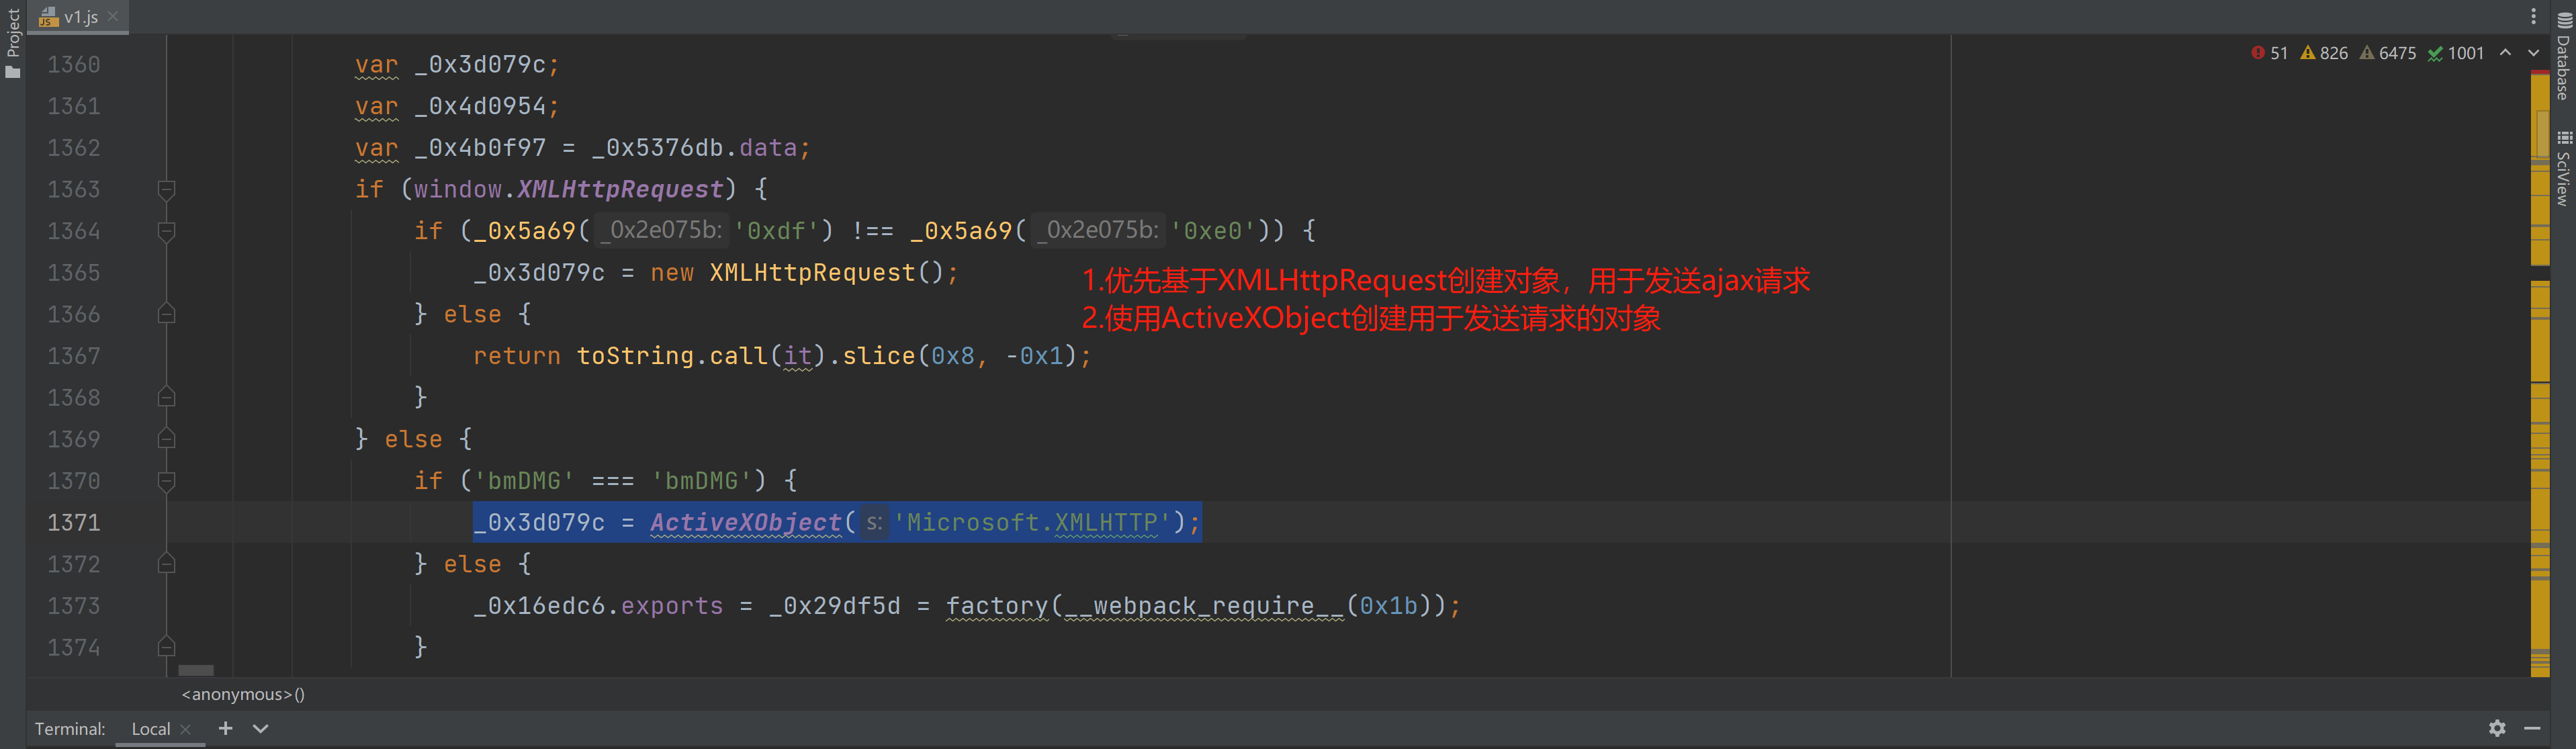 Project
v1.js
51 826 6475 1001
Database
SciView
1360 var _0x3d079c;
1361 var _0x4d0954;
1362 var _0x4b0f97 = _0x5376db.data;
1363 if (window.XMLHttpRequest) {
1364 if (_0x5a69( _0x2e075b: '0xdf') !== _0x5a69( _0x2e075b: '0xe0')) {
1365 _0x3d079c = new XMLHttpRequest();
1.优先基于XMLHttpRequest创建对象，用于发送ajax请求
1366 } else {
2.使用ActiveXObject创建用于发送请求的对象
1367 return toString.call(it).slice(0x8, -0x1);
1368 }
1369 } else {
1370 if ('bmDMG' === 'bmDMG') {
1371 _0x3d079c = ActiveXObject( s: 'Microsoft.XMLHTTP');
1372 } else {
1373 _0x16edc6.exports = _0x29df5d = factory(__webpack_require__(0x1b));
1374 }
<anonymous>()
Terminal: Local